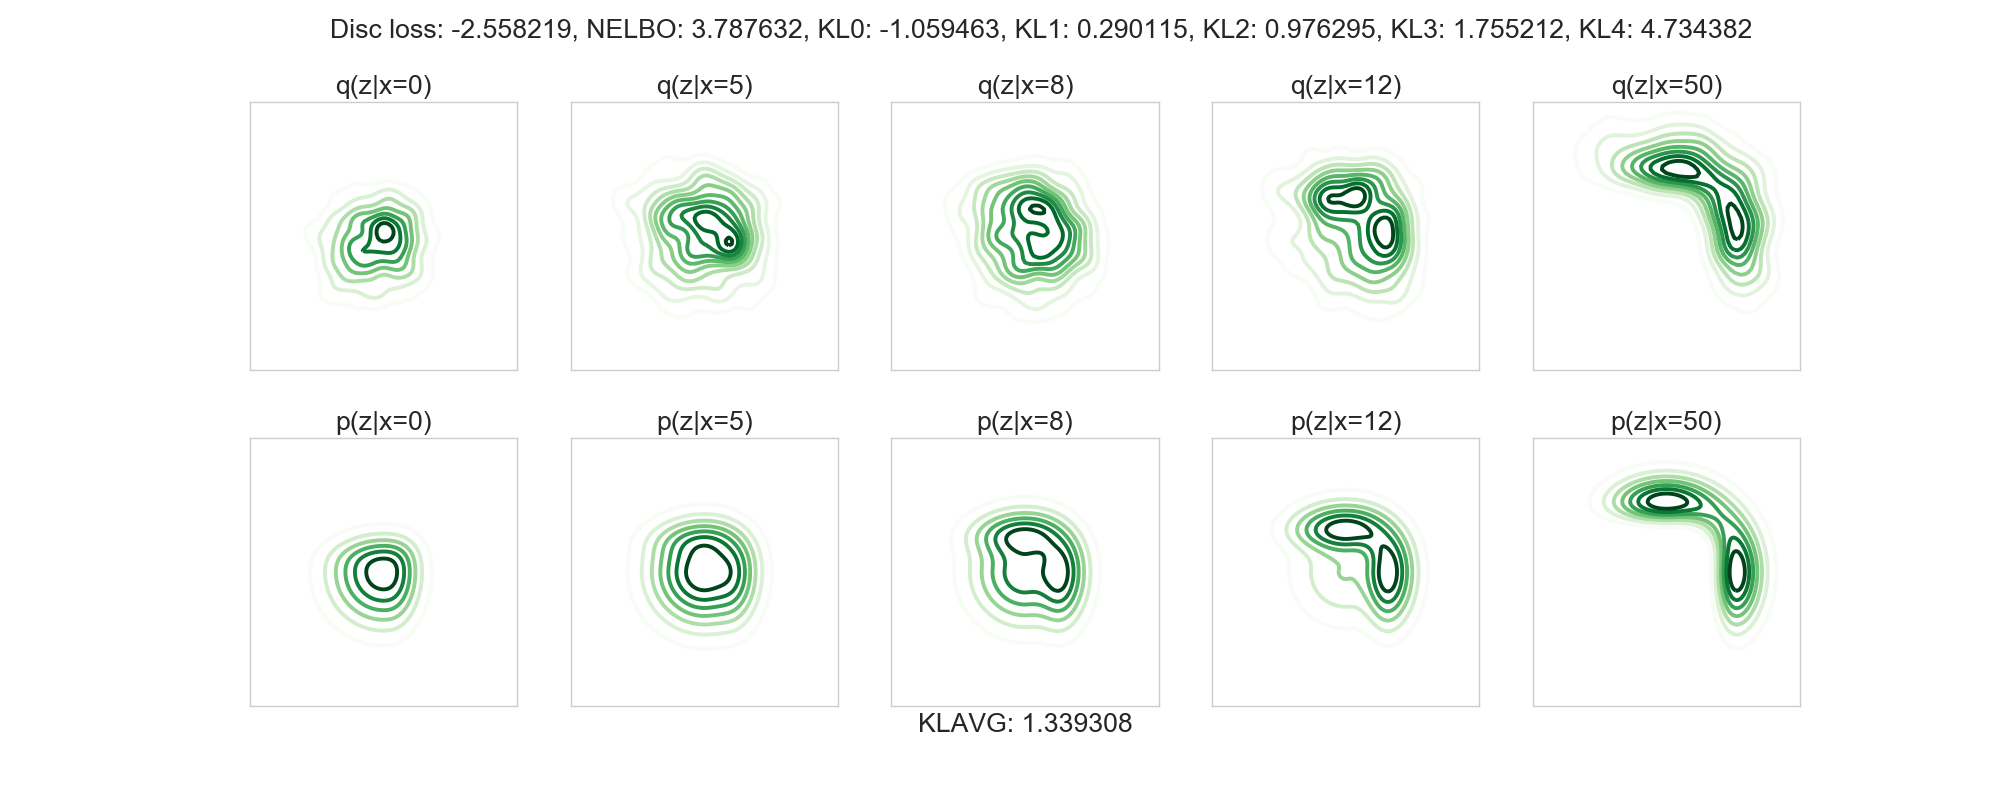 Disc loss: -2.558219, NELBO: 3.787632, KL0: -1.059463, KL1: 0.290115, KL2: 0.976295, KL3: 1.755212, KL4: 4.734382
q(z|x=0) q(z|x=5) q(z|x=8) q(z|x=12) q(z|x=50)
p(z|x=0) p(z|x=5) p(z|x=8) p(z|x=12) p(z|x=50)
KLAVG: 1.339308